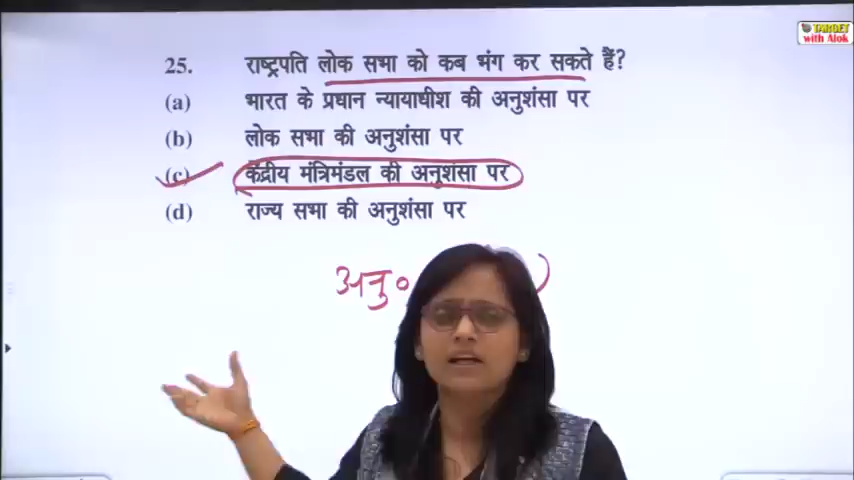 TARGET
with Alok
25. राष्ट्रपति लोक सभा को कब भंग कर सकते हैं?
(a) भारत के प्रधान न्यायाधीश की अनुशंसा पर
(b) लोक सभा की अनुशंसा पर
(c) केंद्रीय मंत्रिमंडल की अनुशंसा पर
(d) राज्य सभा की अनुशंसा पर
अनु०